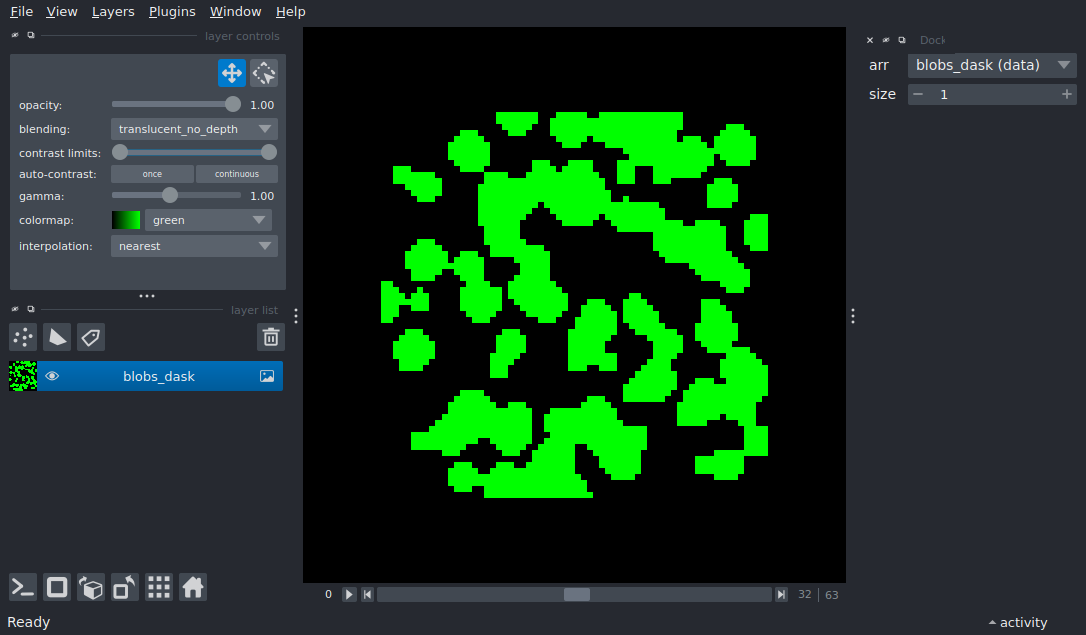 File View Layers Plugins Window Help
layer controls
opacity: 1.00
blending: translucent_no_depth
contrast limits:
auto-contrast: once continuous
gamma: 1.00
colormap: green
interpolation: nearest
layer list
blobs_dask
0 32 63
Ready
Dock
arr blobs_dask (data)
size 1
activity